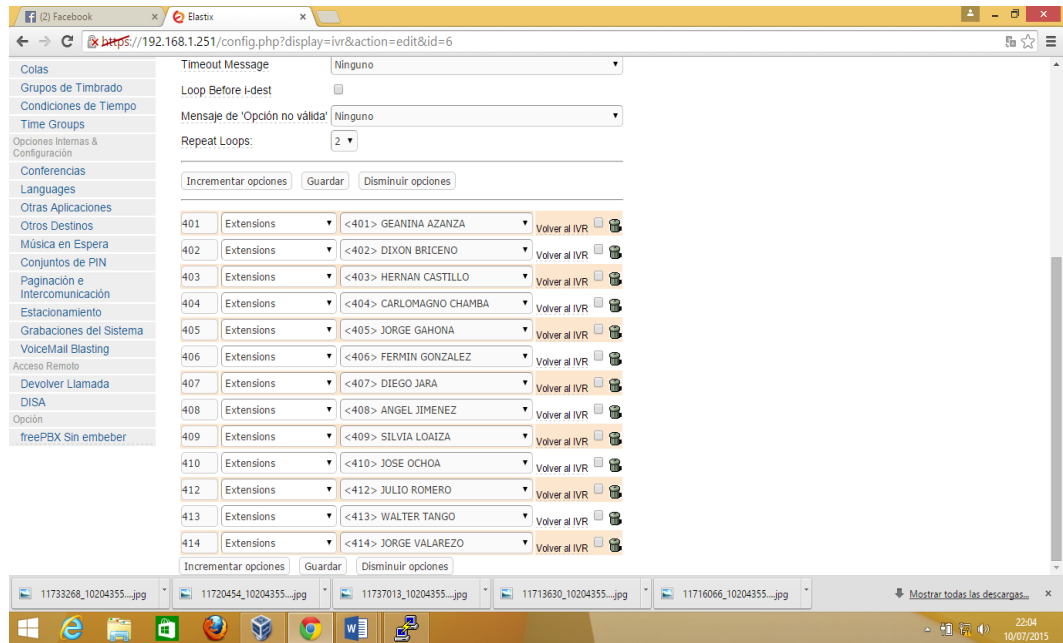 (2) Facebook
Elastix
https://192.168.1.251/config.php?display=ivr&action=edit&id=6
Colas
Grupos de Timbrado
Condiciones de Tiempo
Time Groups
Opciones Internas &
Configuración
Conferencias
Languages
Otras Aplicaciones
Otros Destinos
Música en Espera
Conjuntos de PIN
Paginación e
Intercomunicación
Estacionamiento
Grabaciones del Sistema
VoiceMail Blasting
Acceso Remoto
Devolver Llamada
DISA
Opción
freePBX Sin embeber
Timeout Message Ninguno
Loop Before i-dest
Mensaje de 'Opción no válida' Ninguno
Repeat Loops: 2
Incrementar opciones Guardar Disminuir opciones
401 Extensions <401> GEANINA AZANZA Volver al IVR
402 Extensions <402> DIXON BRICENO Volver al IVR
403 Extensions <403> HERNAN CASTILLO Volver al IVR
404 Extensions <404> CARLOMAGNO CHAMBA Volver al IVR
405 Extensions <405> JORGE GAHONA Volver al IVR
406 Extensions <406> FERMIN GONZALEZ Volver al IVR
407 Extensions <407> DIEGO JARA Volver al IVR
408 Extensions <408> ANGEL JIMENEZ Volver al IVR
409 Extensions <409> SILVIA LOAIZA Volver al IVR
410 Extensions <410> JOSE OCHOA Volver al IVR
412 Extensions <412> JULIO ROMERO Volver al IVR
413 Extensions <413> WALTER TANGO Volver al IVR
414 Extensions <414> JORGE VALAREZO Volver al IVR
Incrementar opciones Guardar Disminuir opciones
11733268_10204355....jpg 11720454_10204355....jpg 11737013_10204355....jpg 11713630_10204355....jpg 11716066_10204355....jpg Mostrar todas las descargas...
22:04
10/07/2015